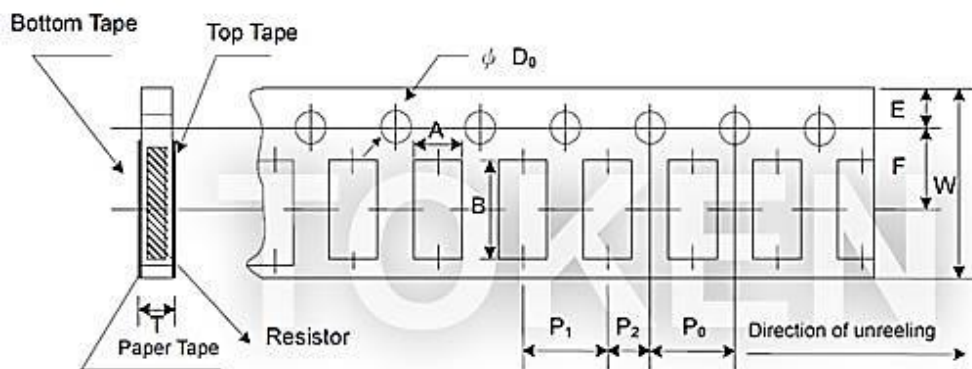 Bottom Tape
Top Tape
ϕ D₀
A
E
F
W
B
TOKEN
T
Paper Tape
Resistor
P₁
P₂
P₀
Direction of unreeling